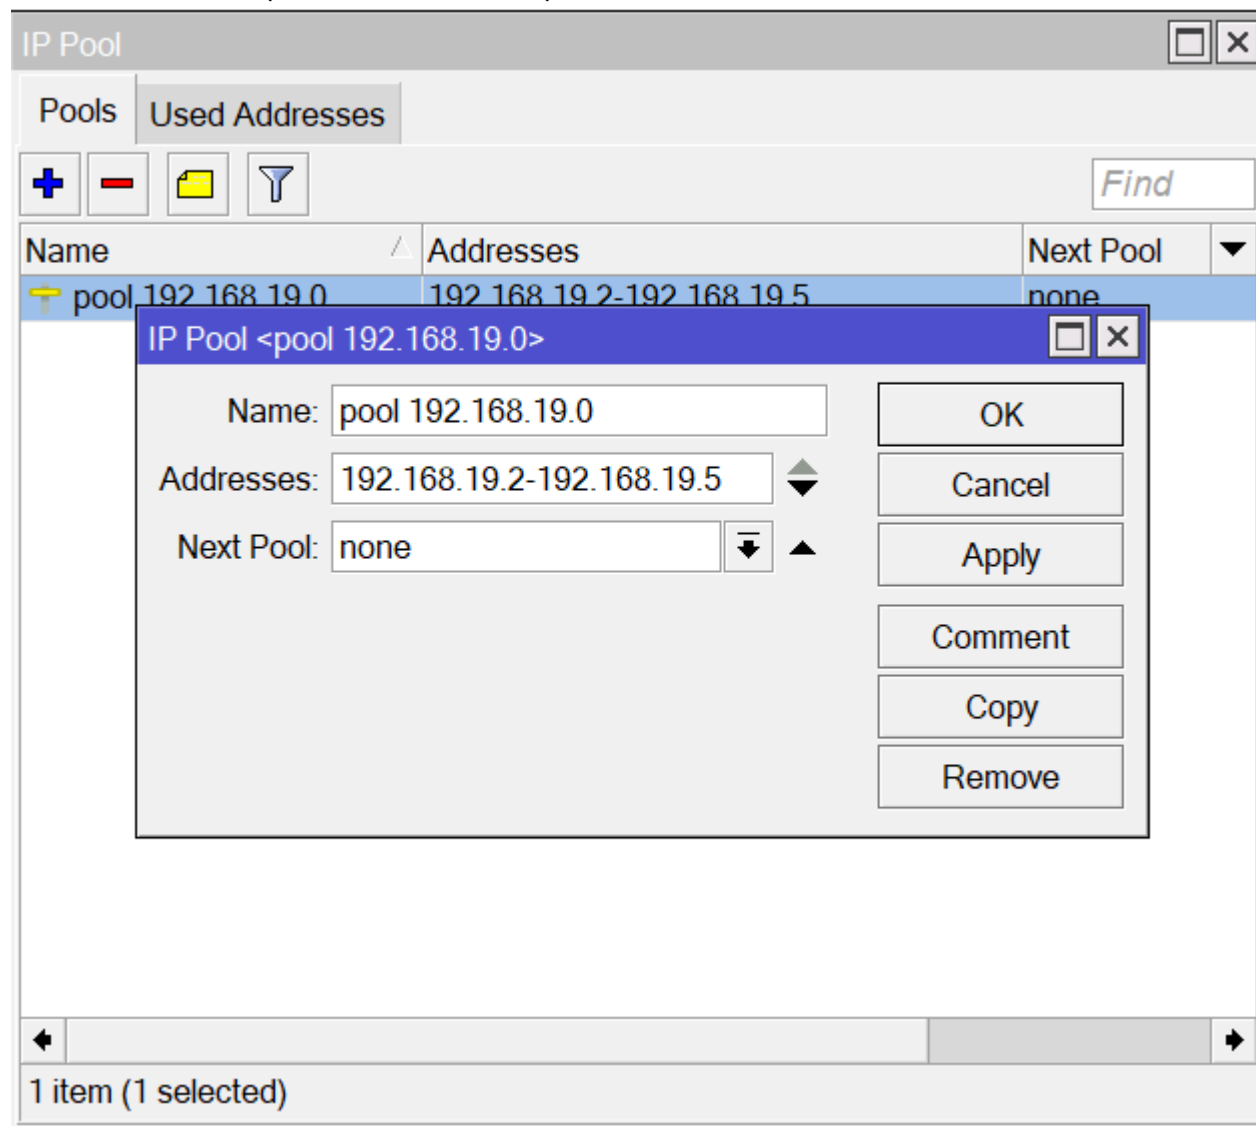 IP Pool
Pools Used Addresses
Find
Name Addresses Next Pool
pool 192.168.19.0 192.168.19.2-192.168.19.5 none
IP Pool <pool 192.168.19.0>
Name: pool 192.168.19.0 OK
Addresses: 192.168.19.2-192.168.19.5 Cancel
Next Pool: none Apply
Comment
Copy
Remove
1 item (1 selected)